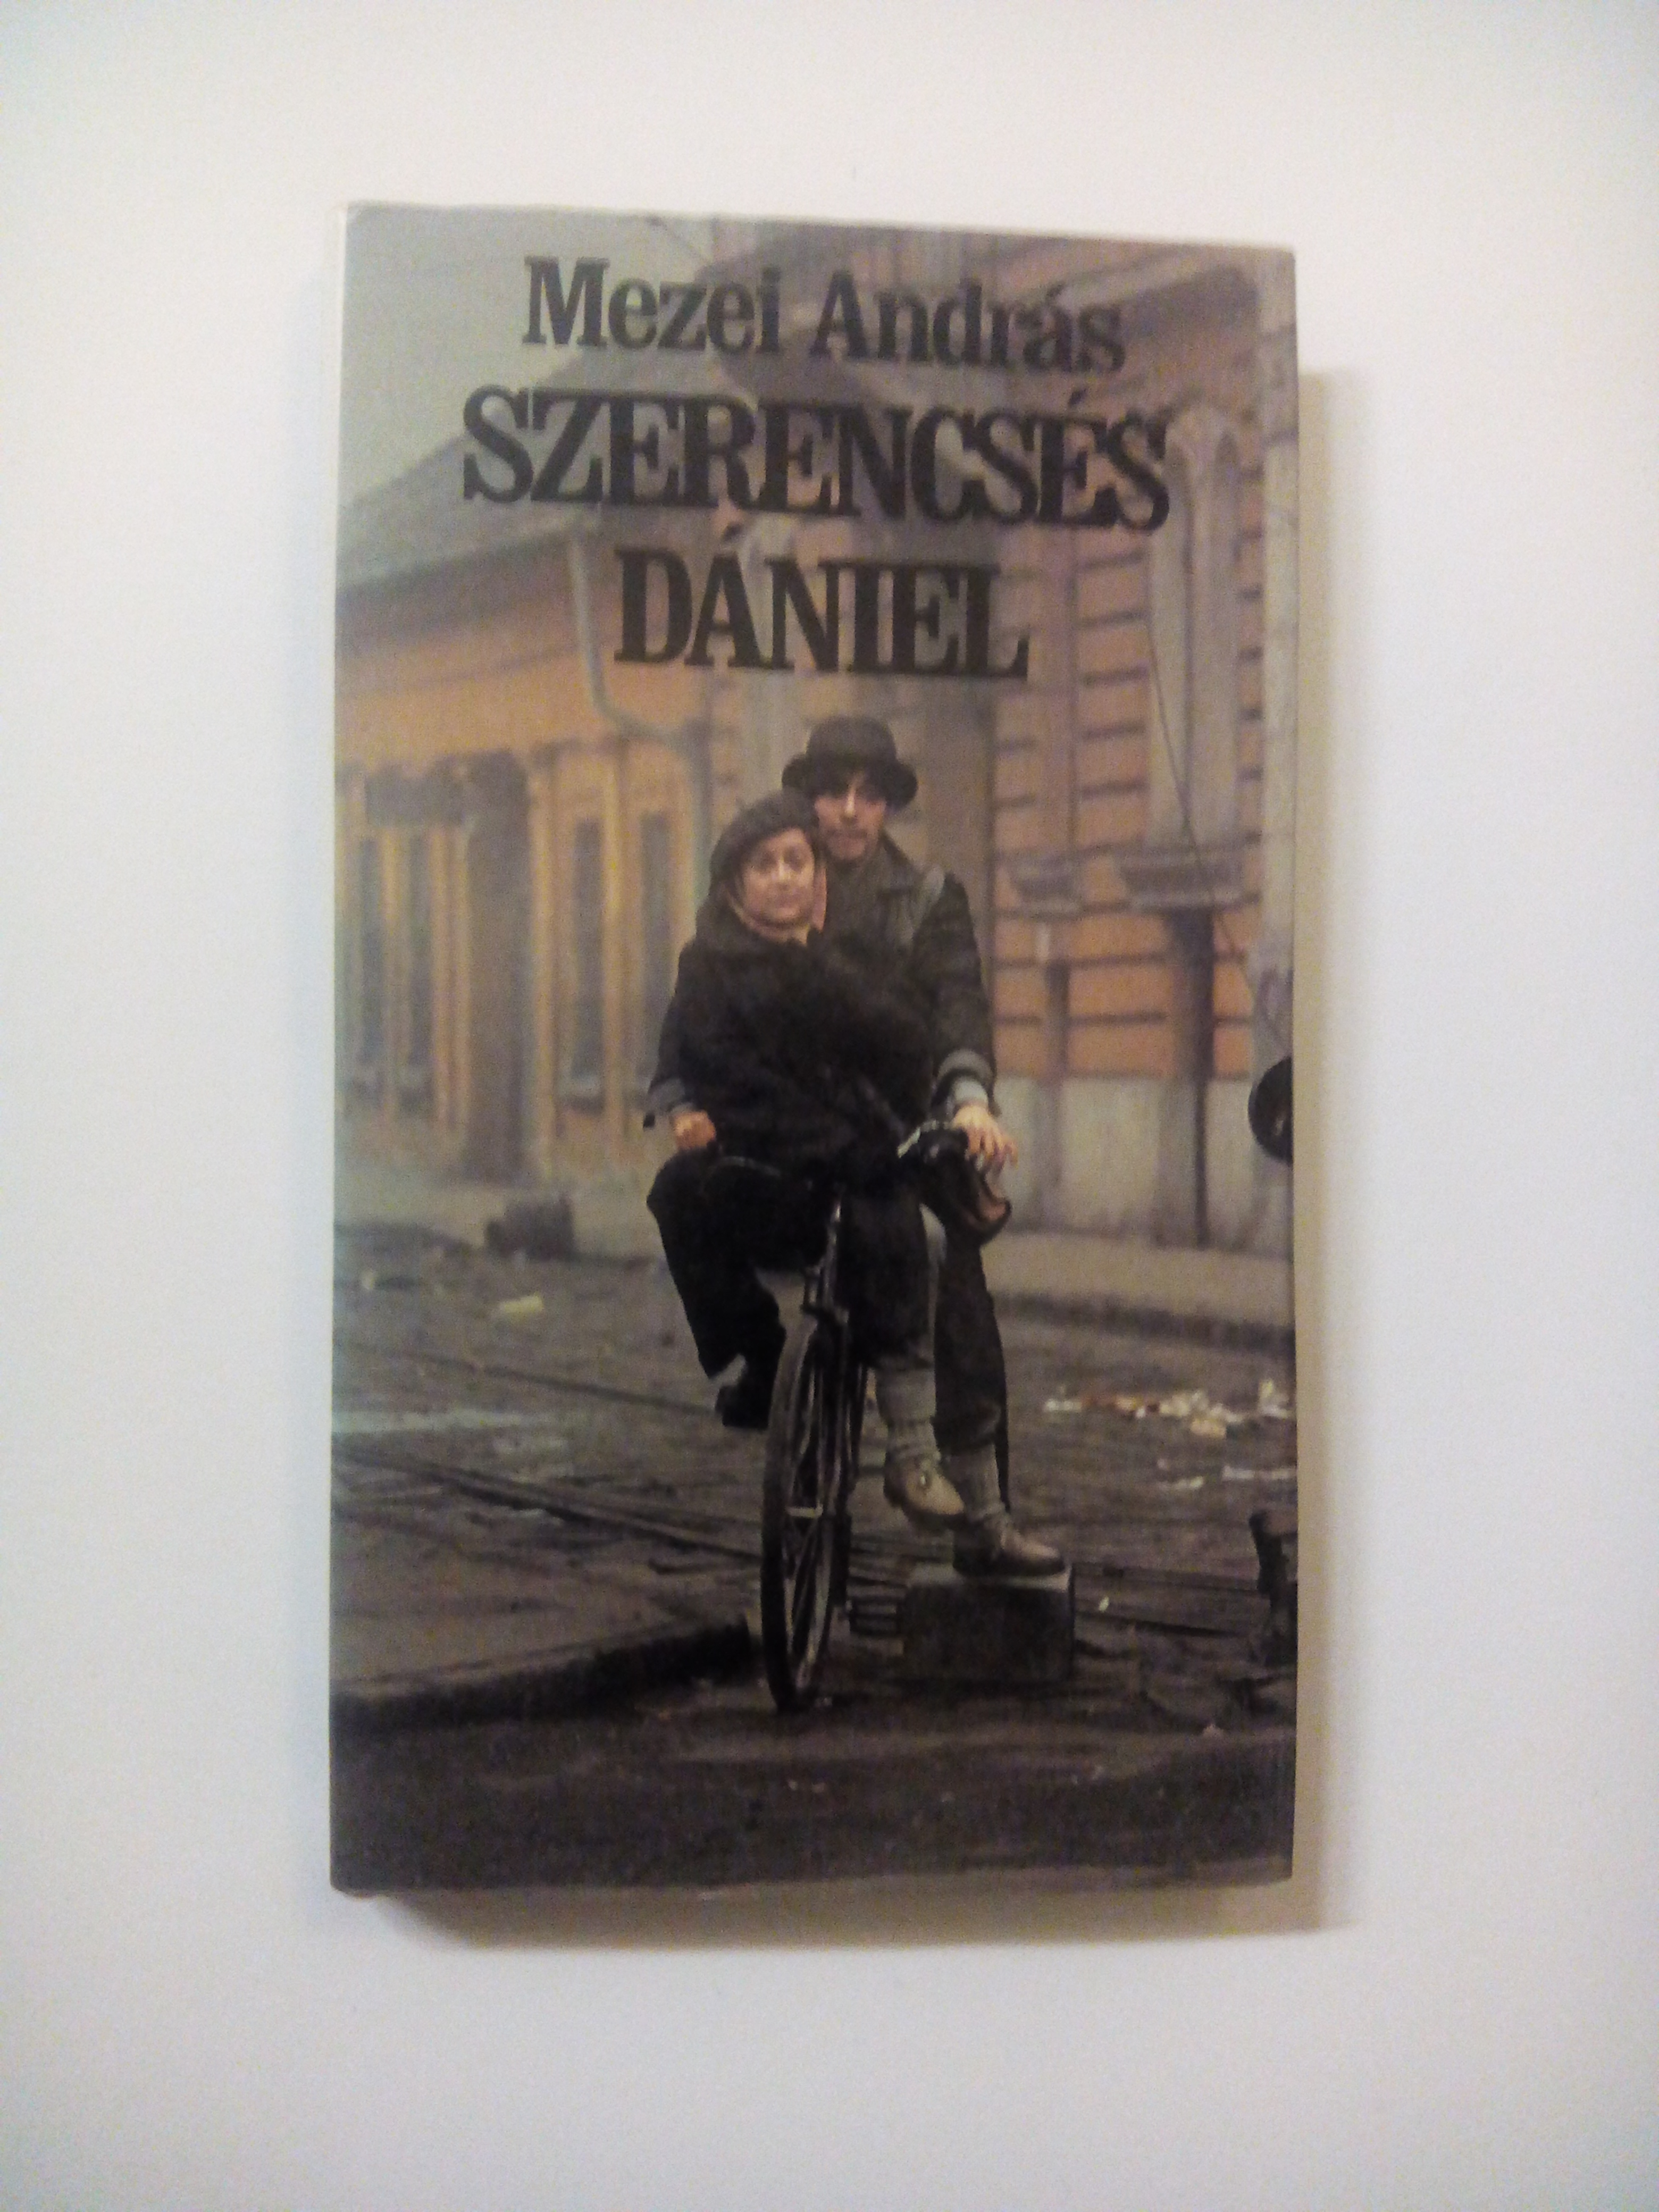 Mezei András
SZERENCSÉS
DÁNIEL